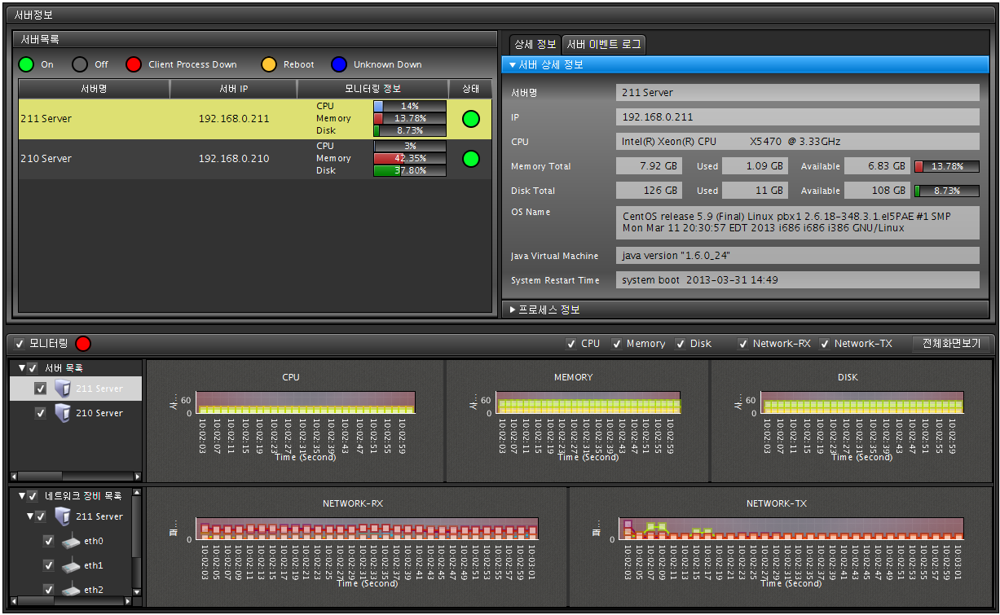 서버정보
서버목록
On Off Client Process Down Reboot Unknown Down
서버명 서버 IP 모니터링 정보 상태
211 Server 192.168.0.211
CPU 14%
Memory 13.78%
Disk 8.73%
210 Server 192.168.0.210
CPU 3%
Memory 42.35%
Disk 37.80%
상세 정보 서버 이벤트 로그
▼서버 상세 정보
서버명 211 Server
IP 192.168.0.211
CPU Intel(R) Xeon(R) CPU X5470 @ 3.33GHz
Memory Total 7.92 GB Used 1.09 GB Available 6.83 GB 13.78%
Disk Total 126 GB Used 11 GB Available 108 GB 8.73%
OS Name CentOS release 5.9 (Final) Linux pbx1 2.6.18-348.3.1.el5PAE #1 SMP
Mon Mar 11 20:30:57 EDT 2013 i686 i686 i386 GNU/Linux
Java Virtual Machine java version "1.6.0_24"
System Restart Time system boot 2013-03-31 14:49
▶프로세스 정보
모니터링 CPU Memory Disk Network-RX Network-TX 전체화면보기
서버 목록
211 Server
210 Server
CPU
60
0
10:02:03 10:02:07 10:02:11 10:02:15 10:02:19 10:02:23 10:02:27 10:02:31 10:02:35 10:02:39 10:02:43 10:02:47 10:02:51 10:02:55 10:02:59
Time (Second)
MEMORY
60
0
10:02:03 10:02:07 10:02:11 10:02:15 10:02:19 10:02:23 10:02:27 10:02:31 10:02:35 10:02:39 10:02:43 10:02:47 10:02:51 10:02:55 10:02:59
Time (Second)
DISK
60
0
10:02:03 10:02:07 10:02:11 10:02:15 10:02:19 10:02:23 10:02:27 10:02:31 10:02:35 10:02:39 10:02:43 10:02:47 10:02:51 10:02:55 10:02:59
Time (Second)
네트워크 장비 목록
211 Server
eth0
eth1
eth2
NETWORK-RX
0
10:02:03 10:02:05 10:02:07 10:02:09 10:02:11 10:02:13 10:02:15 10:02:17 10:02:19 10:02:21 10:02:23 10:02:25 10:02:27 10:02:29 10:02:31 10:02:33 10:02:35 10:02:37 10:02:39 10:02:41 10:02:43 10:02:45 10:02:47 10:02:49 10:02:51 10:02:53 10:02:55 10:02:57 10:02:59 10:03:01
Time (Second)
NETWORK-TX
0
10:02:03 10:02:05 10:02:07 10:02:09 10:02:11 10:02:13 10:02:15 10:02:17 10:02:19 10:02:21 10:02:23 10:02:25 10:02:27 10:02:29 10:02:31 10:02:33 10:02:35 10:02:37 10:02:39 10:02:41 10:02:43 10:02:45 10:02:47 10:02:49 10:02:51 10:02:53 10:02:55 10:02:57 10:02:59 10:03:01
Time (Second)